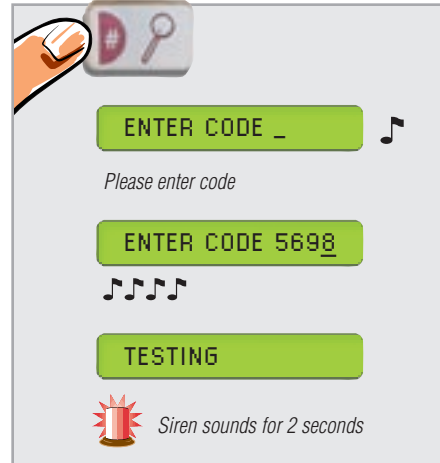 #
ENTER CODE _
Please enter code
ENTER CODE 5698
TESTING
Siren sounds for 2 seconds